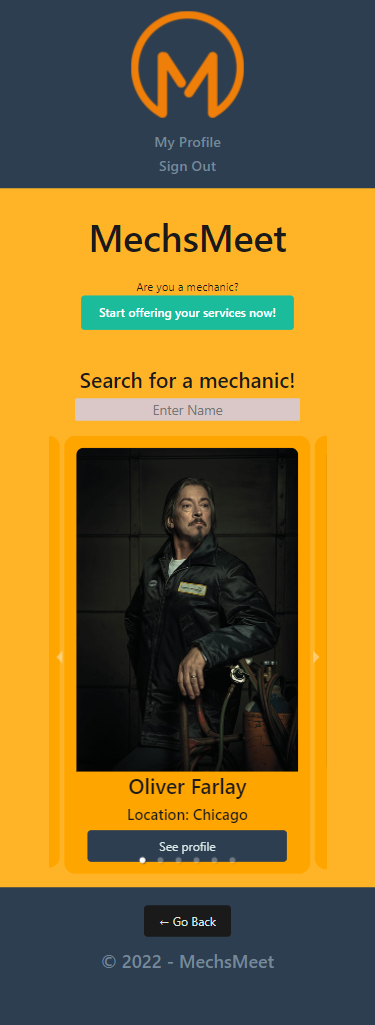 M
My Profile
Sign Out
MechsMeet
Are you a mechanic?
Start offering your services now!
Search for a mechanic!
Enter Name
Oliver Farlay
Location: Chicago
See profile
← Go Back
© 2022 - MechsMeet